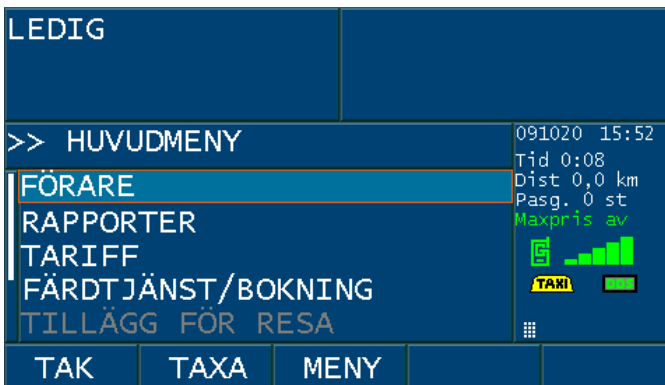 LEDIG
>> HUVUDMENY
FÖRARE
RAPPORTER
TARIFF
FÄRDTJÄNST/BOKNING
TILLÄGG FÖR RESA
091020 15:52
Tid 0:08
Dist 0,0 km
Pasg. 0 st
Maxpris av
TAXI
TAK TAXA MENY